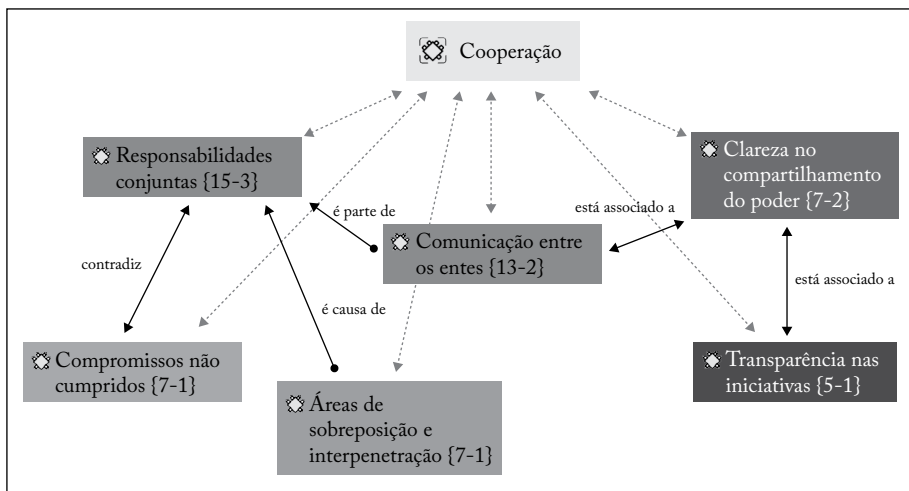 Cooperação
Responsabilidades
conjuntas {15-3}
Clareza no
compartilhamento
do poder {7-2}
é parte de
está associado a
Comunicação entre
os entes {13-2}
contradiz
está associado a
é causa de
Compromissos não
cumpridos {7-1}
Transparência nas
iniciativas {5-1}
Áreas de
sobreposição e
interpenetração {7-1}